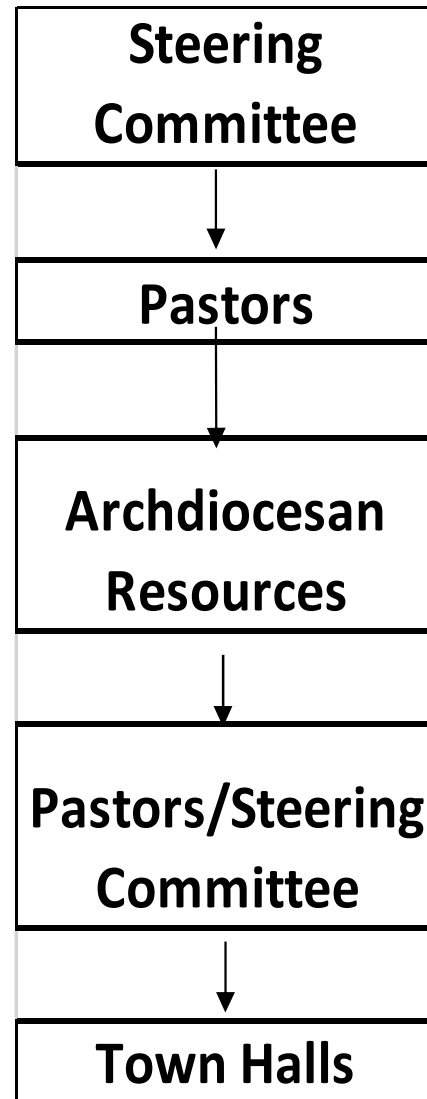 Steering
Committee
Pastors
Archdiocesan
Resources
Pastors/Steering
Committee
Town Halls